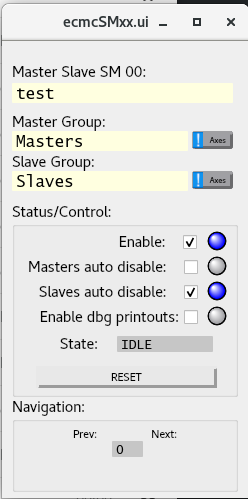 ecmcSMxx.ui
Master Slave SM 00:
test
Master Group:
Masters
! Axes
Slave Group:
Slaves
! Axes
Status/Control:
Enable:
Masters auto disable:
Slaves auto disable:
Enable dbg printouts:
State: IDLE
RESET
Navigation:
Prev: Next:
0